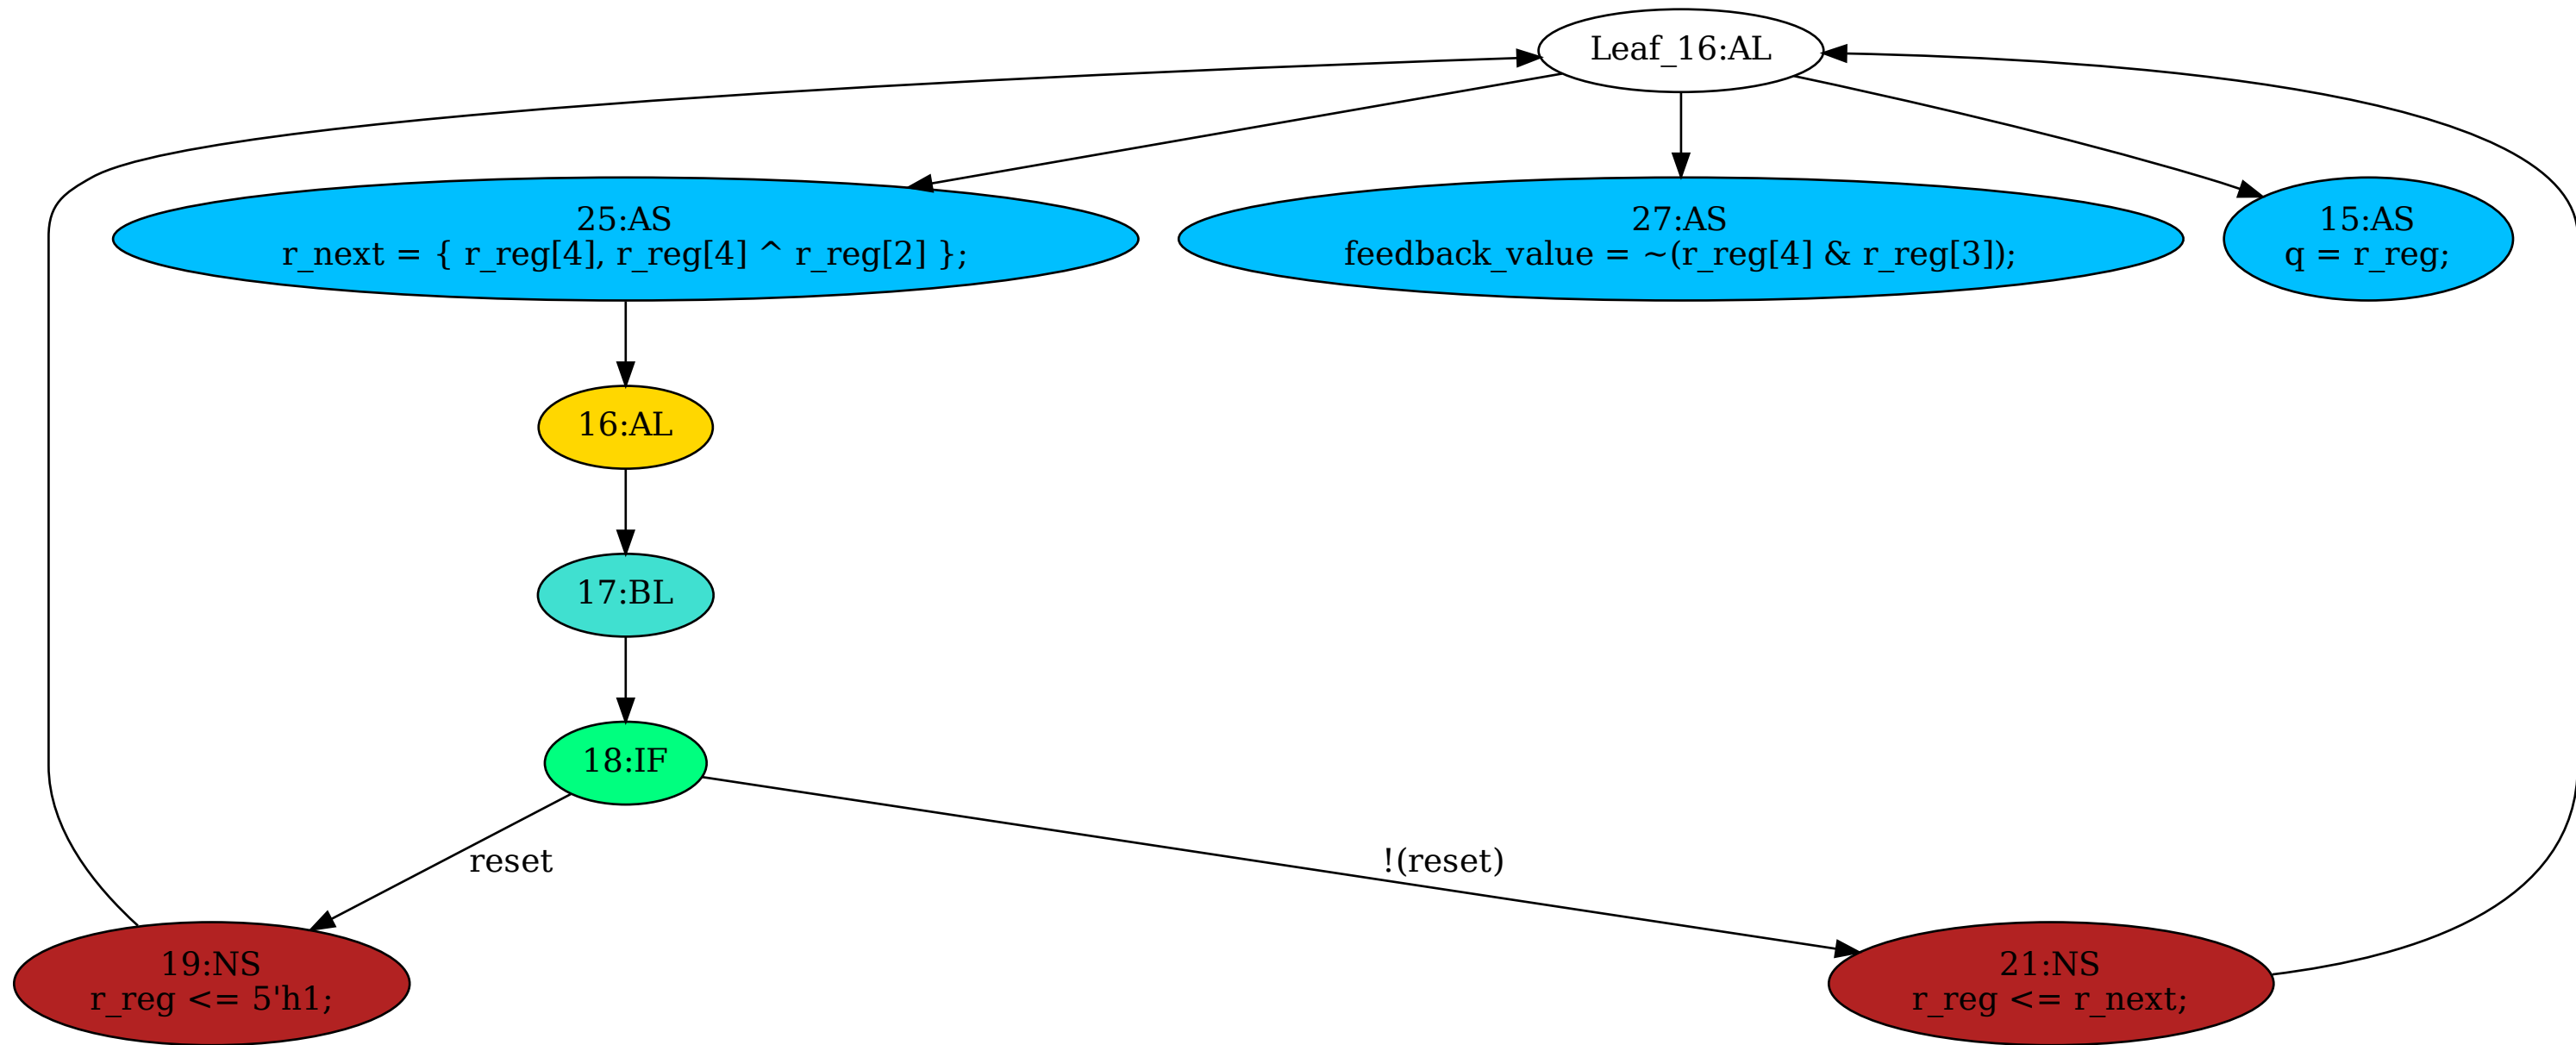 Leaf_16:AL
25:AS
r_next = { r_reg[4], r_reg[4] ^ r_reg[2] };
27:AS
feedback_value = ~(r_reg[4] & r_reg[3]);
15:AS
q = r_reg;
16:AL
17:BL
18:IF
reset
!(reset)
19:NS
r_reg <= 5'h1;
21:NS
r_reg <= r_next;